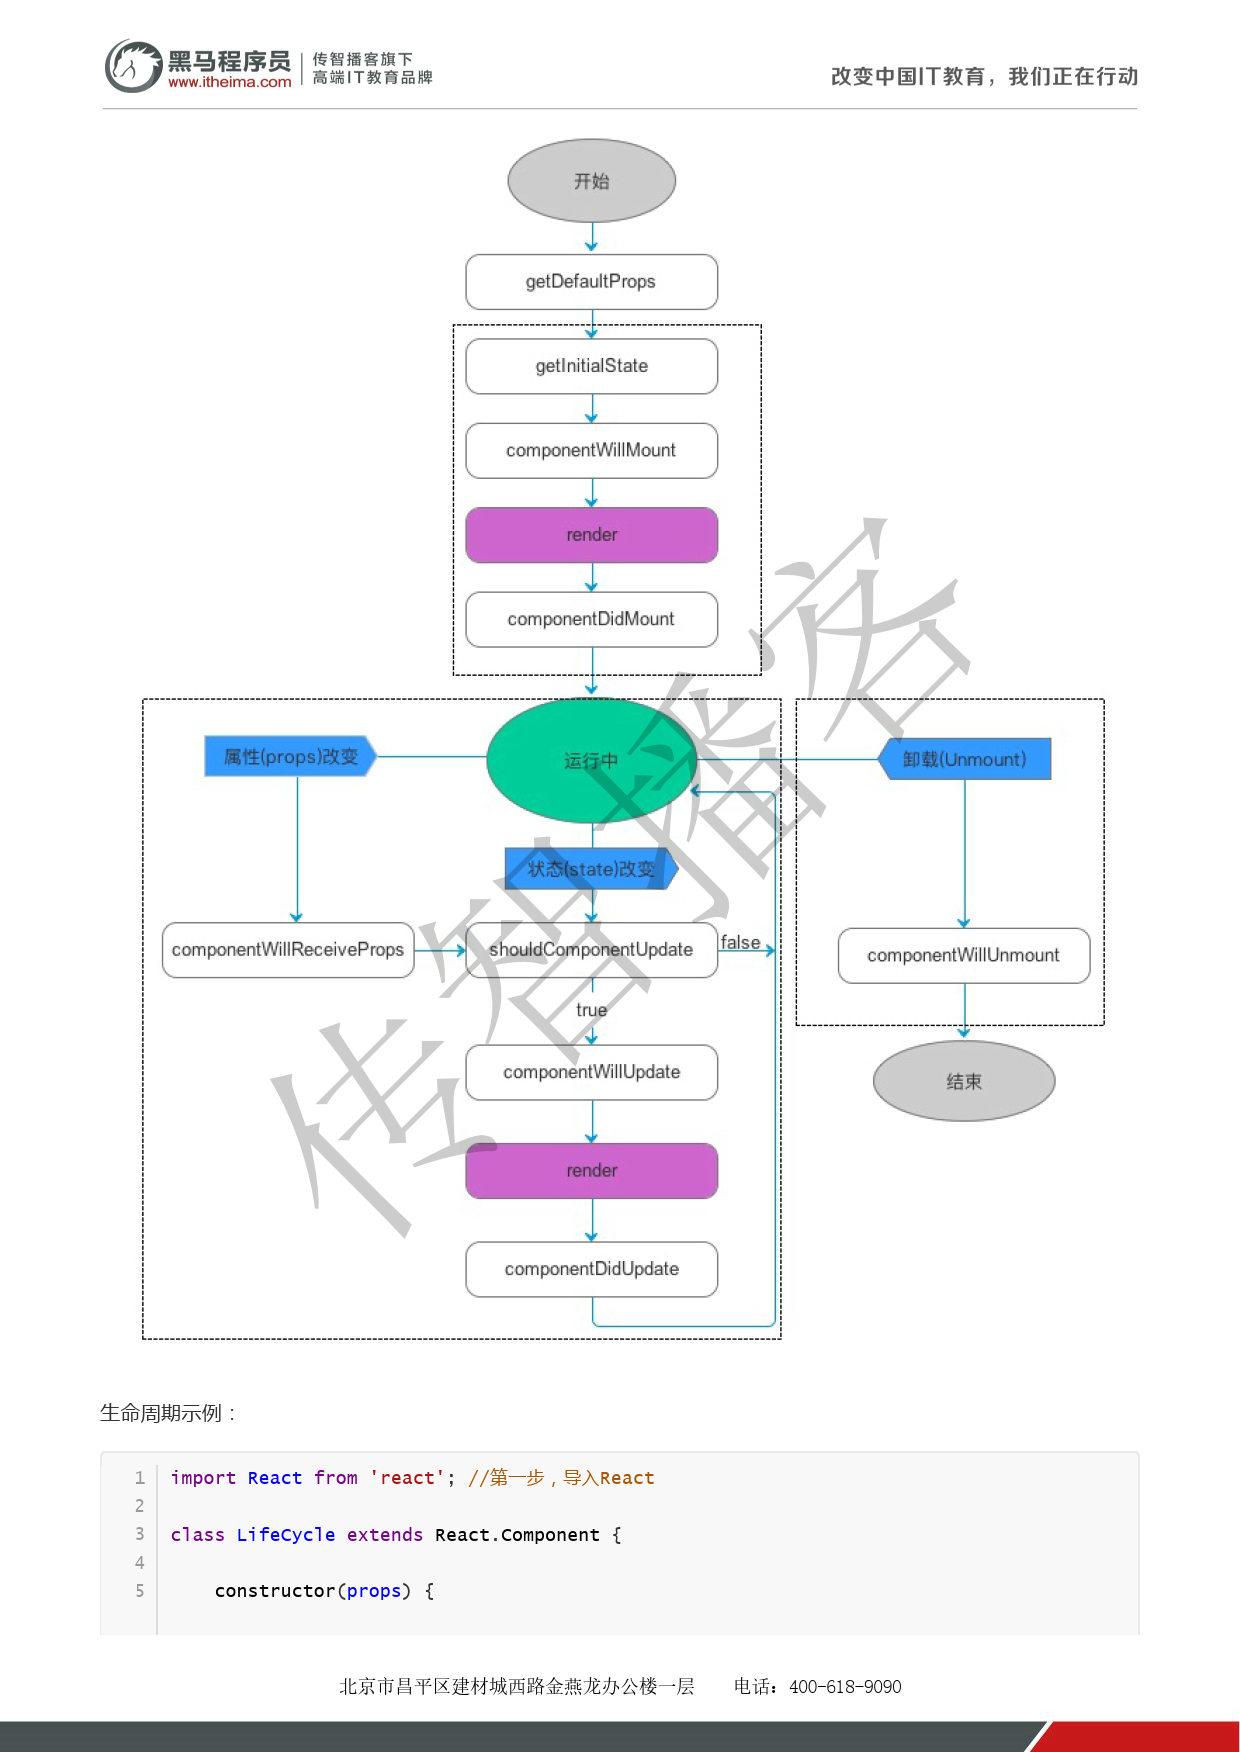 黑马程序员
www.itheima.com
传智播客旗下
高端IT教育品牌
改变中国IT教育，我们正在行动
开始
getDefaultProps
getInitialState
componentWillMount
render
componentDidMount
属性(props)改变
运行中
卸载(Unmount)
状态(state)改变
componentWillReceiveProps
shouldComponentUpdate
false
componentWillUnmount
true
componentWillUpdate
结束
render
componentDidUpdate
传智播客
生命周期示例：
1 import React from 'react'; //第一步，导入React
2
3 class LifeCycle extends React.Component {
4
5 constructor(props) {
北京市昌平区建材城西路金燕龙办公楼一层 电话：400-618-9090